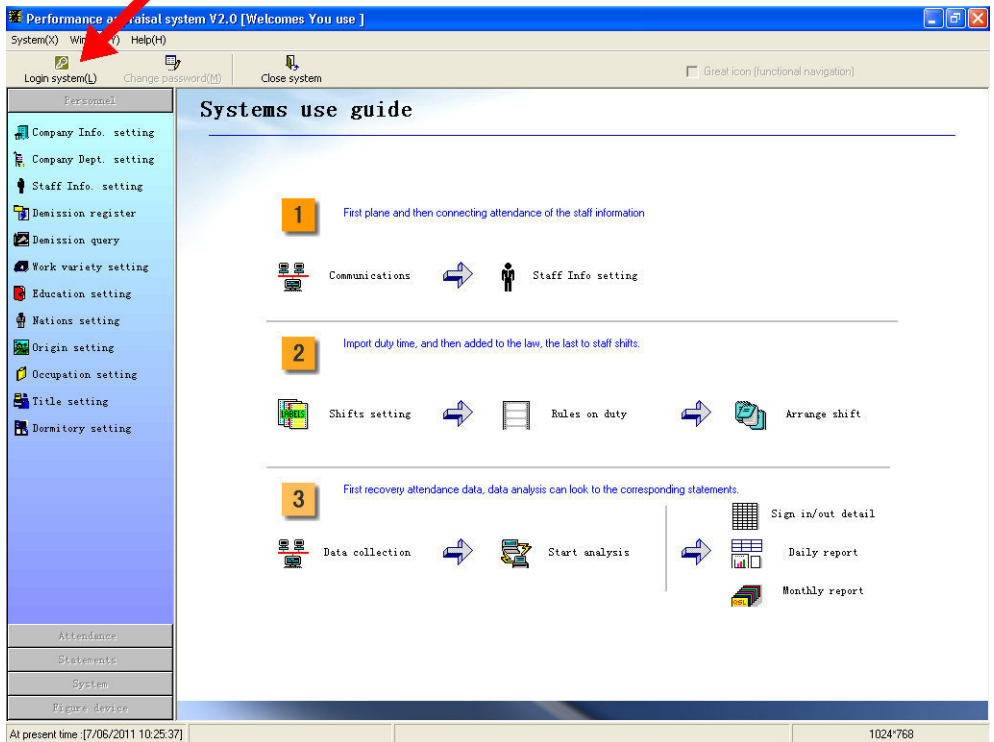 Performance appraisal system V2.0 [Welcomes You use ]
System(X) Help(H)
Login system(L) Change password(M) Close system Great icon (functional navigation)
Personnel
Systems use guide
Company Info. setting
Company Dept. setting
Staff Info. setting
Demission register
Demission query
Work variety setting
Education setting
Nations setting
Origin setting
Occupation setting
Title setting
Dormitory setting
1 First plane and then connecting attendance of the staff information
Communications Staff Info setting
2 Import duty time, and then added to the law, the last to staff shifts.
LABELS Shifts setting Rules on duty Arrange shift
3 First recovery attendance data, data analysis can look to the corresponding statements.
Sign in/out detail
Data collection Start analysis Daily report
Monthly report
Attendance
Statements
System
Figure device
At present time :[7/06/2011 10:25:37] 1024*768